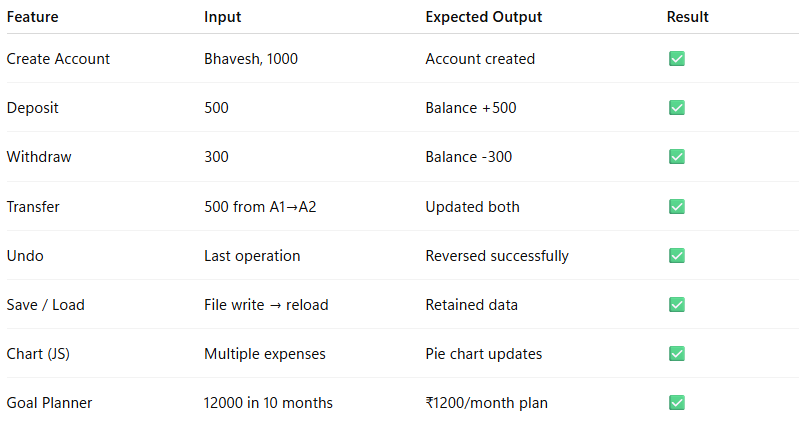 Feature Input Expected Output Result
Create Account Bhavesh, 1000 Account created ✅
Deposit 500 Balance +500 ✅
Withdraw 300 Balance -300 ✅
Transfer 500 from A1→A2 Updated both ✅
Undo Last operation Reversed successfully ✅
Save / Load File write → reload Retained data ✅
Chart (JS) Multiple expenses Pie chart updates ✅
Goal Planner 12000 in 10 months ₹1200/month plan ✅